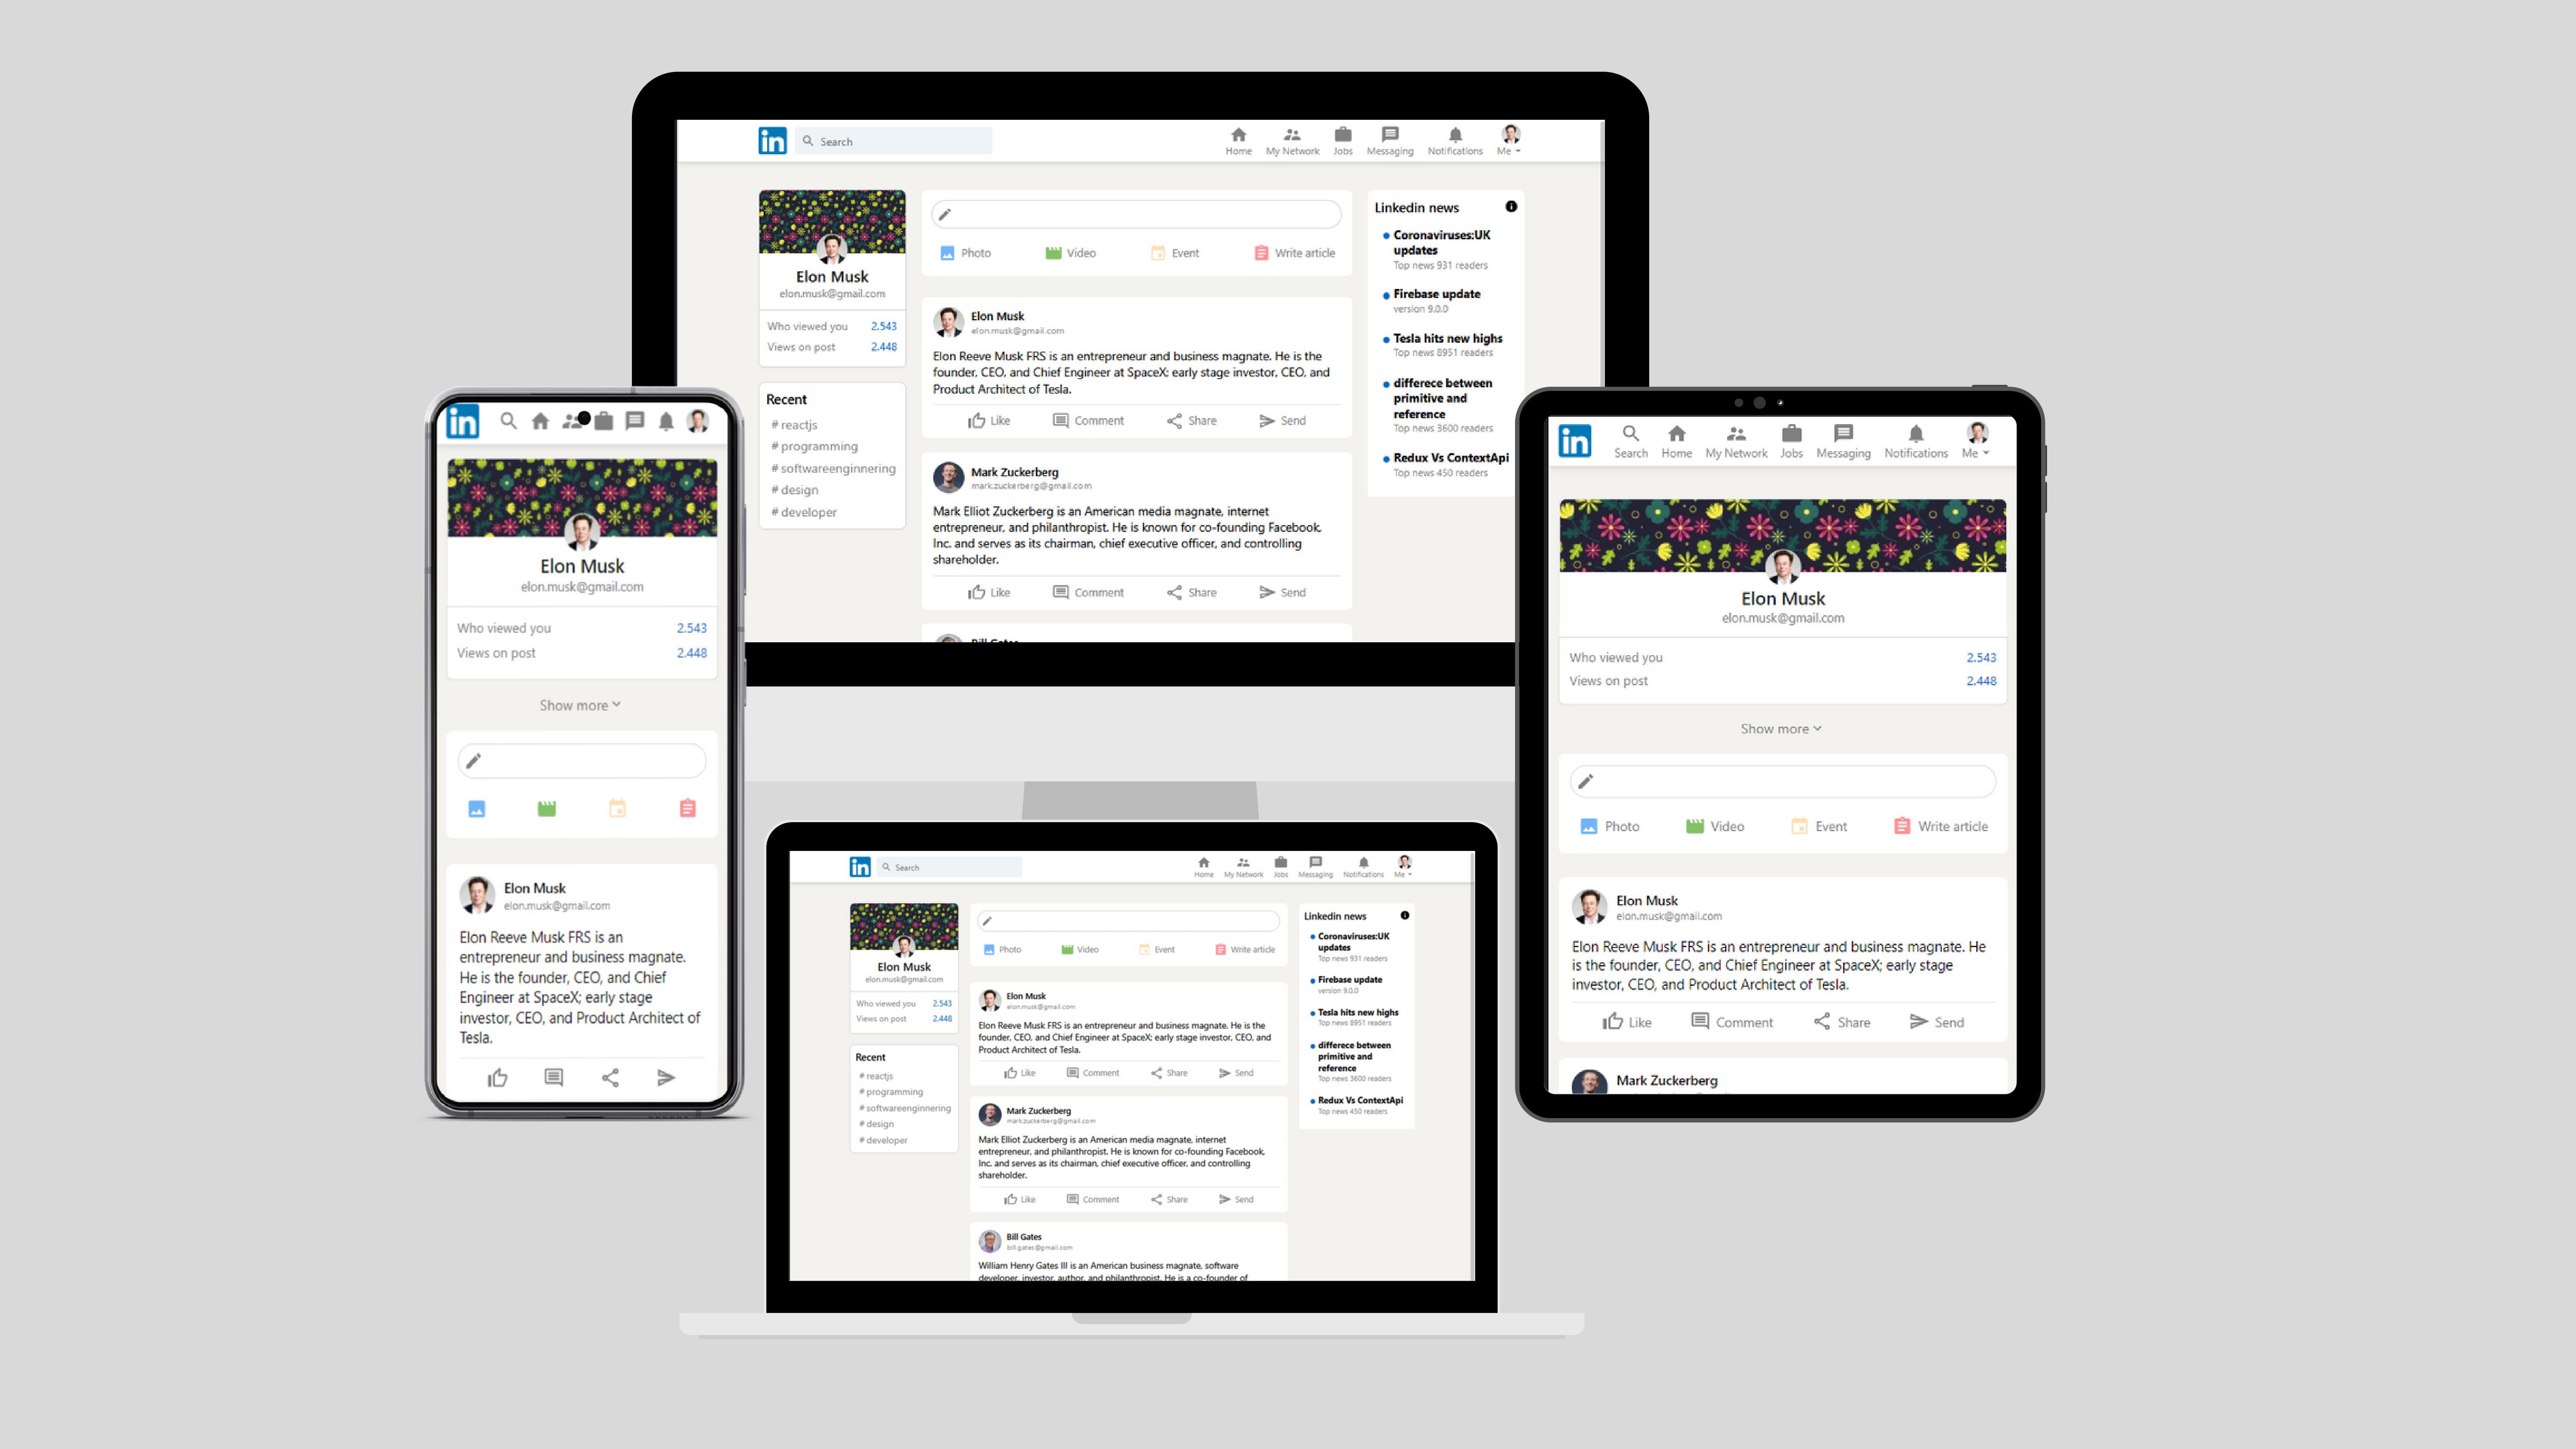 in
Search
Home
My Network
Jobs
Messaging
Notifications
Me
Elon Musk
elon.musk@gmail.com
Who viewed you 2.543
Views on post 2.448
Recent
# reactjs
# programming
# softwareenginnering
# design
# developer
Photo
Video
Event
Write article
Elon Musk
elon.musk@gmail.com
Elon Reeve Musk FRS is an entrepreneur and business magnate. He is the
founder, CEO, and Chief Engineer at SpaceX; early stage investor, CEO, and
Product Architect of Tesla.
Like
Comment
Share
Send
Mark Zuckerberg
mark.zuckerberg@gmail.com
Mark Elliot Zuckerberg is an American media magnate, internet
entrepreneur, and philanthropist. He is known for co-founding Facebook,
Inc. and serves as its chairman, chief executive officer, and controlling
shareholder.
Like
Comment
Share
Send
Bill Gates
Linkedin news
Coronaviruses:UK
updates
Top news 931 readers
Firebase update
version 9.0.0
Tesla hits new highs
Top news 8951 readers
differece between
primitive and
reference
Top news 3600 readers
Redux Vs ContextApi
Top news 450 readers
in
Elon Musk
elon.musk@gmail.com
Who viewed you 2.543
Views on post 2.448
Show more
Elon Musk
elon.musk@gmail.com
Elon Reeve Musk FRS is an
entrepreneur and business magnate.
He is the founder, CEO, and Chief
Engineer at SpaceX; early stage
investor, CEO, and Product Architect of
Tesla.
in
Search
Home
My Network
Jobs
Messaging
Notifications
Me
Elon Musk
elon.musk@gmail.com
Who viewed you 2.543
Views on post 2.448
Show more
Photo
Video
Event
Write article
Elon Musk
elon.musk@gmail.com
Elon Reeve Musk FRS is an entrepreneur and business magnate. He
is the founder, CEO, and Chief Engineer at SpaceX; early stage
investor, CEO, and Product Architect of Tesla.
Like
Comment
Share
Send
Mark Zuckerberg
in
Search
Home
My Network
Jobs
Messaging
Notifications
Me
Elon Musk
elon.musk@gmail.com
Who viewed you 2.543
Views on post 2.448
Recent
# reactjs
# programming
# softwareenginnering
# design
# developer
Photo
Video
Event
Write article
Elon Musk
elon.musk@gmail.com
Elon Reeve Musk FRS is an entrepreneur and business magnate. He is the
founder, CEO, and Chief Engineer at SpaceX; early stage investor, CEO, and
Product Architect of Tesla.
Like
Comment
Share
Send
Mark Zuckerberg
mark.zuckerberg@gmail.com
Mark Elliot Zuckerberg is an American media magnate, internet
entrepreneur, and philanthropist. He is known for co-founding Facebook,
Inc. and serves as its chairman, chief executive officer, and controlling
shareholder.
Like
Comment
Share
Send
Bill Gates
bill.gates@gmail.com
William Henry Gates III is an American business magnate, software
developer, investor, author, and philanthropist. He is a co-founder of
Linkedin news
Coronaviruses:UK
updates
Top news 931 readers
Firebase update
version 9.0.0
Tesla hits new highs
Top news 8951 readers
differece between
primitive and
reference
Top news 3600 readers
Redux Vs ContextApi
Top news 450 readers